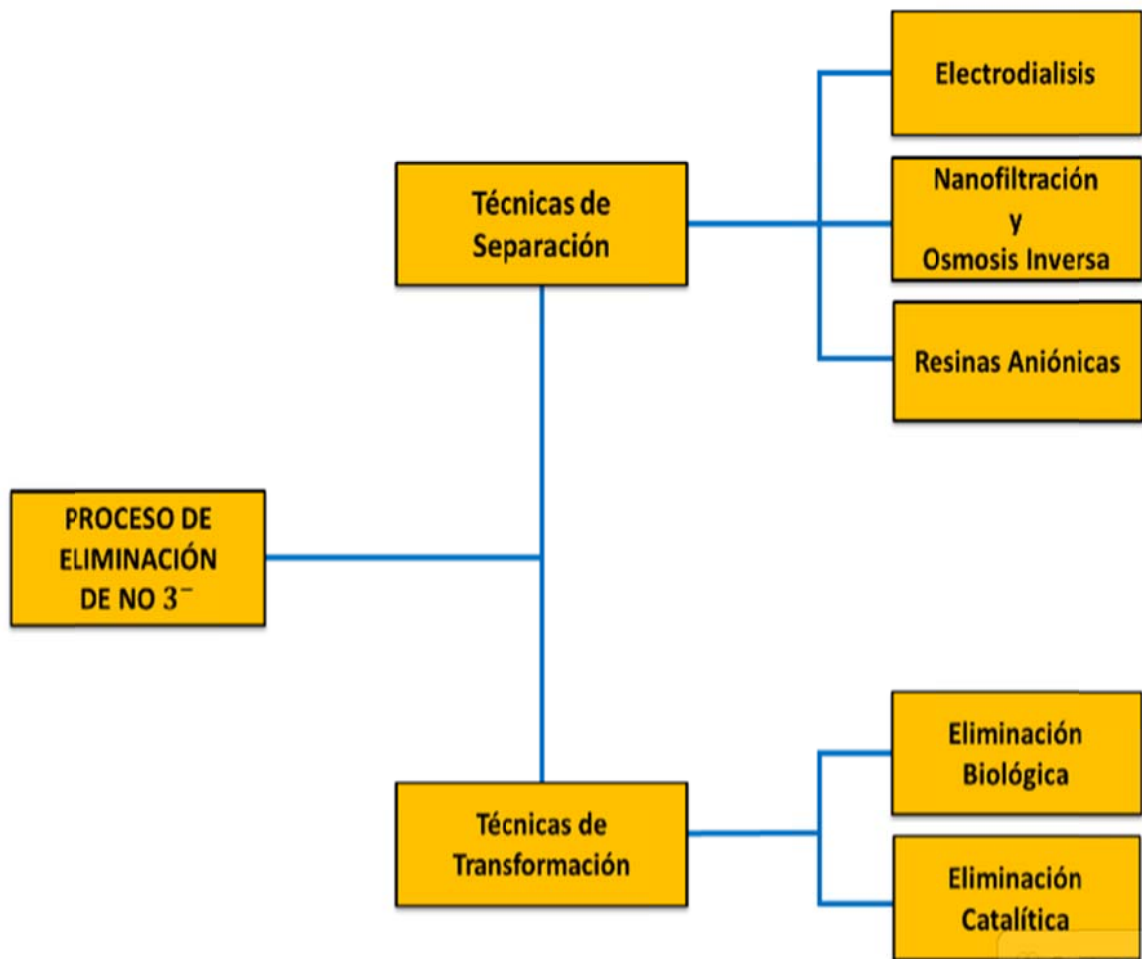 PROCESO DE
ELIMINACIÓN
DE NO 3⁻
Técnicas de
Separación
Electrodialisis
Nanofiltración
y
Osmosis Inversa
Resinas Aniónicas
Técnicas de
Transformación
Eliminación
Biológica
Eliminación
Catalítica